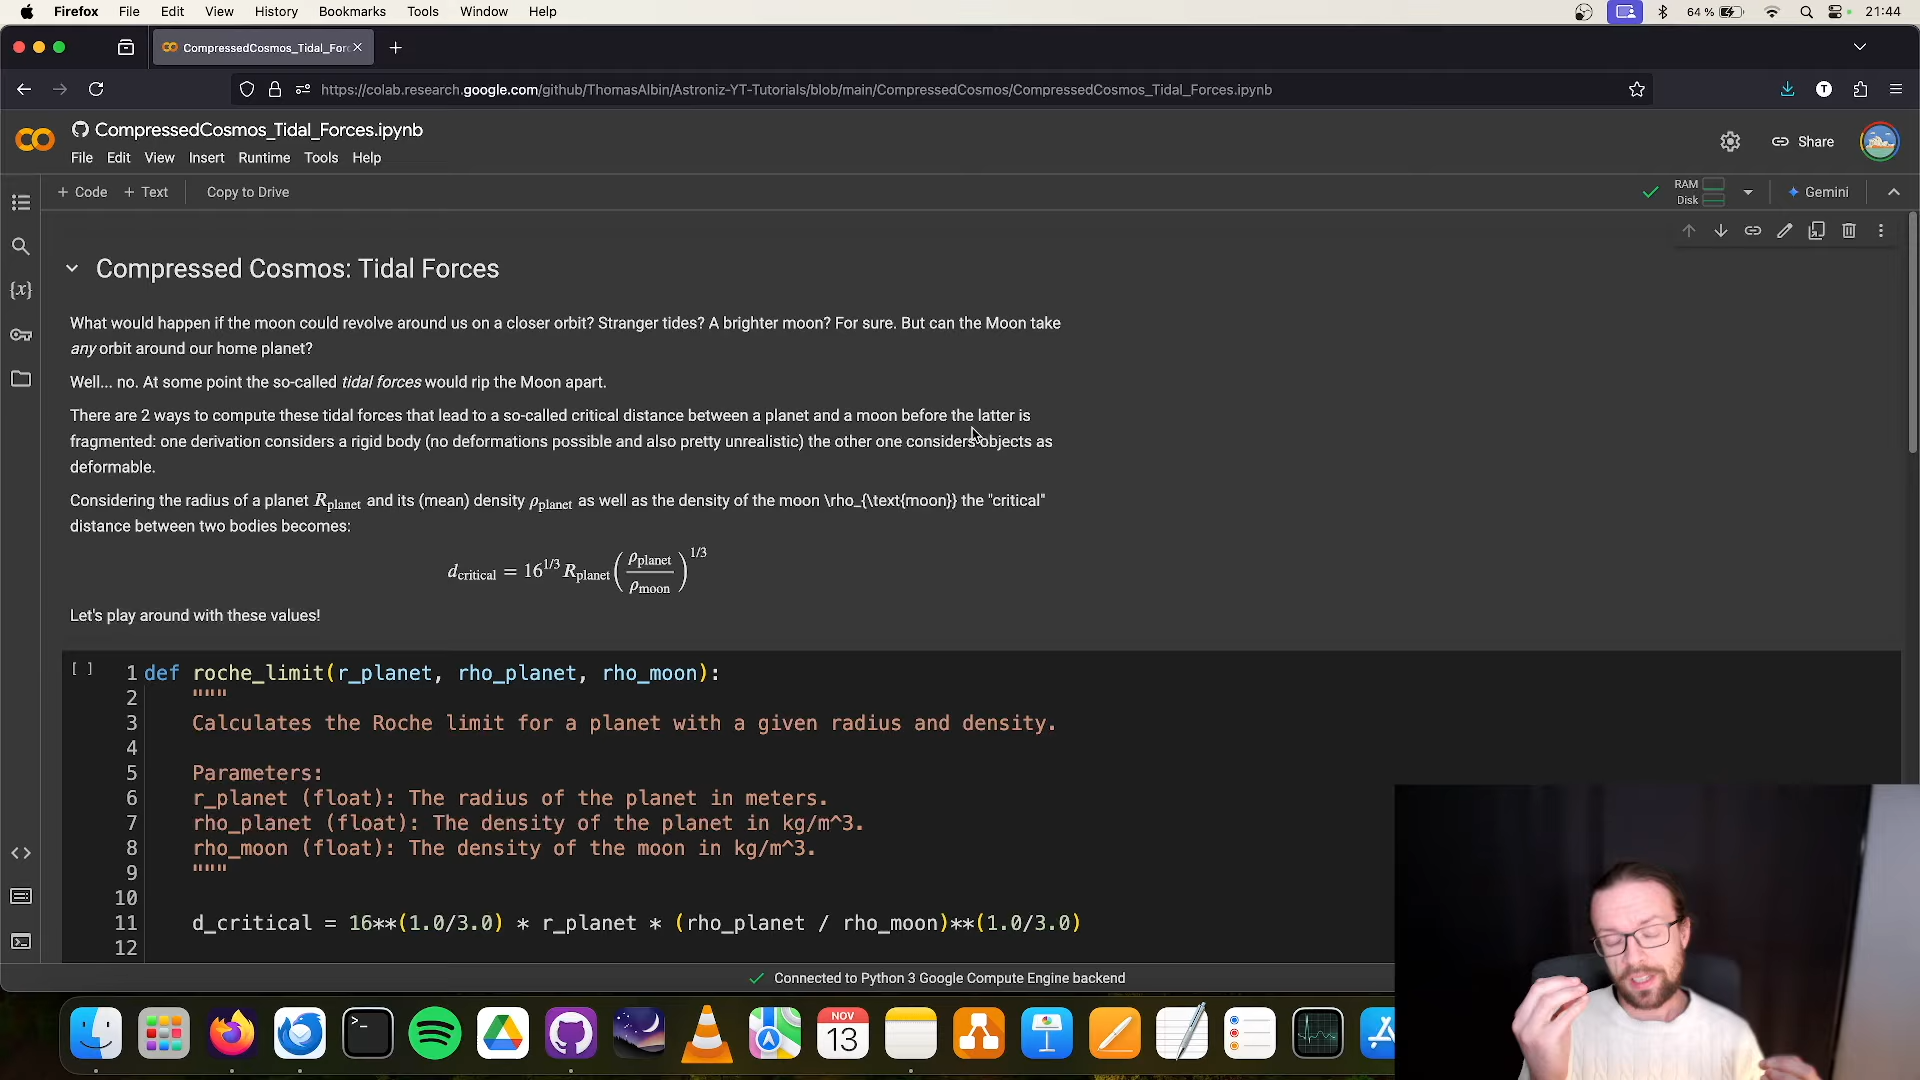 Firefox File Edit View History Bookmarks Tools Window Help 64 % 21:44
CompressedCosmos_Tidal_For
https://colab.research.google.com/github/ThomasAlbin/Astroniz-YT-Tutorials/blob/main/CompressedCosmos/CompressedCosmos_Tidal_Forces.ipynb
T
CompressedCosmos_Tidal_Forces.ipynb
File Edit View Insert Runtime Tools Help
Share
+ Code + Text Copy to Drive
RAM
Disk
Gemini
Compressed Cosmos: Tidal Forces
What would happen if the moon could revolve around us on a closer orbit? Stranger tides? A brighter moon? For sure. But can the Moon take
any orbit around our home planet?
Well... no. At some point the so-called tidal forces would rip the Moon apart.
There are 2 ways to compute these tidal forces that lead to a so-called critical distance between a planet and a moon before the latter is
fragmented: one derivation considers a rigid body (no deformations possible and also pretty unrealistic) the other one considers objects as
deformable.
Considering the radius of a planet R_planet and its (mean) density ρ_planet as well as the density of the moon \rho_{\text{moon}} the "critical"
distance between two bodies becomes:
d_critical = 16^1/3 R_planet (ρ_planet / ρ_moon)^1/3
Let's play around with these values!
[ ]
1 def roche_limit(r_planet, rho_planet, rho_moon):
2 """
3 Calculates the Roche limit for a planet with a given radius and density.
4
5 Parameters:
6 r_planet (float): The radius of the planet in meters.
7 rho_planet (float): The density of the planet in kg/m^3.
8 rho_moon (float): The density of the moon in kg/m^3.
9 """
10
11 d_critical = 16**(1.0/3.0) * r_planet * (rho_planet / rho_moon)**(1.0/3.0)
12
Connected to Python 3 Google Compute Engine backend
NOV
13